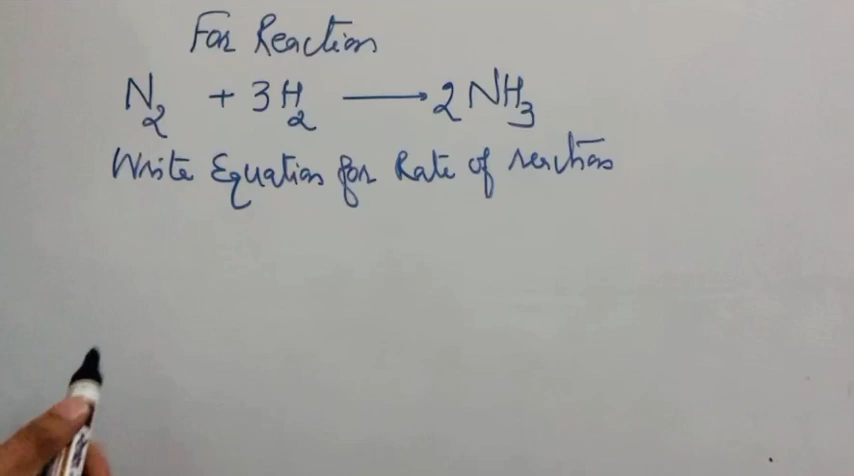 For Reaction
N₂ + 3H₂ ⟶ 2NH₃
Write Equation for Rate of reaction